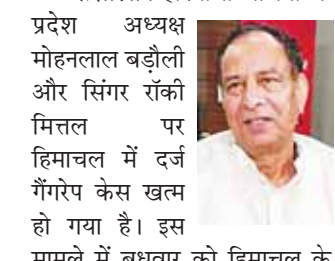 प्रदेश अध्यक्ष
मोहनलाल बड़ौली
और सिंगर रॉकी
मित्तल पर
हिमाचल में दर्ज
गैंगरेप केस खत्म
हो गया है। इस
मामले में बुधवार को हिमाचल के